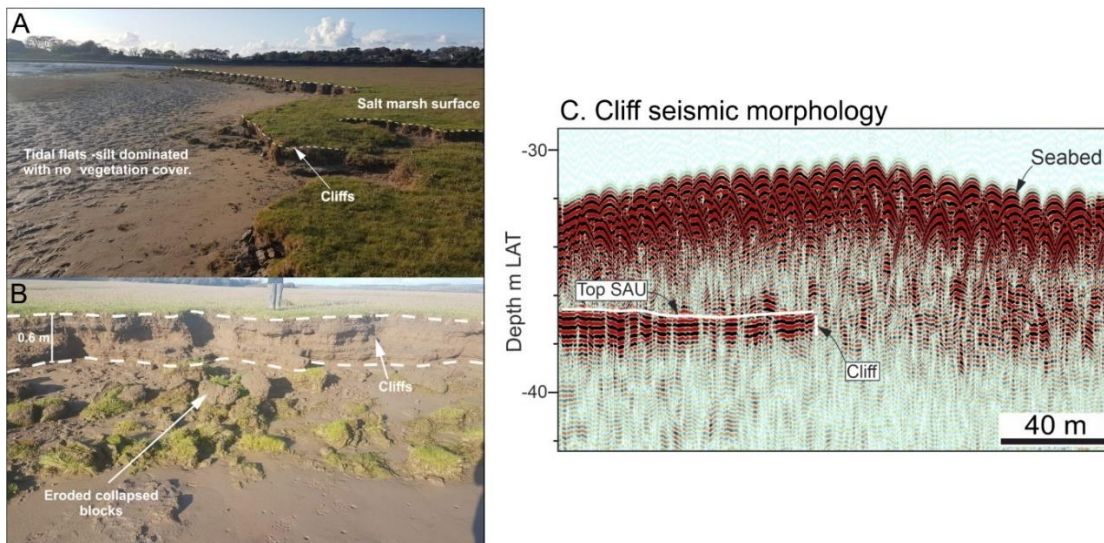 A
Salt marsh surface
Tidal flats -silt dominated
with no vegetation cover.
Cliffs
B
0.6 m
Cliffs
Eroded collapsed
blocks
C. Cliff seismic morphology
-30
Seabed
Depth m LAT
Top SAU
Cliff
-40
40 m